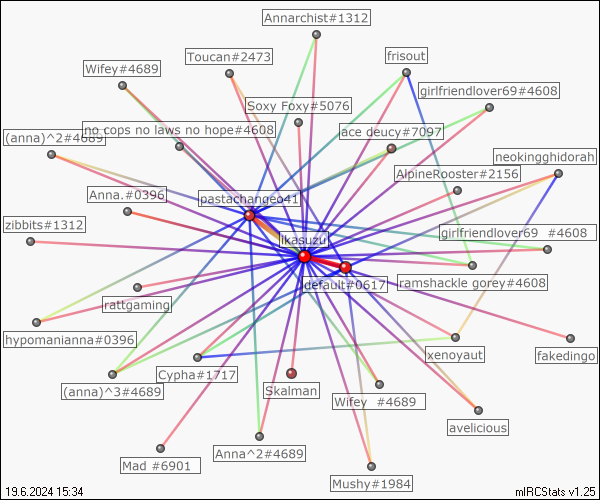 Annarchist#1312
Toucan#2473
frisout
Wifey#4689
girlfriendlover69#4608
Soxy Foxy#5076
no cops no laws no hope#4608
ace deucy#7097
(anna)^2#4689
neokingghidorah
AlpineRooster#2156
Anna.#0396
pastachange041
zibbits#1312
likasuzu
girlfriendlover69 #4608
default#0617
ramshackle gorey#4608
rattgaming
hypomanianna#0396
xenoyaut
fakedingo
Cypha#1717
(anna)^3#4689
Skalman
Wifey #4689
avelicious
Anna^2#4689
Mad #6901
Mushy#1984
19.6.2024 15:34
mIRCStats v1.25